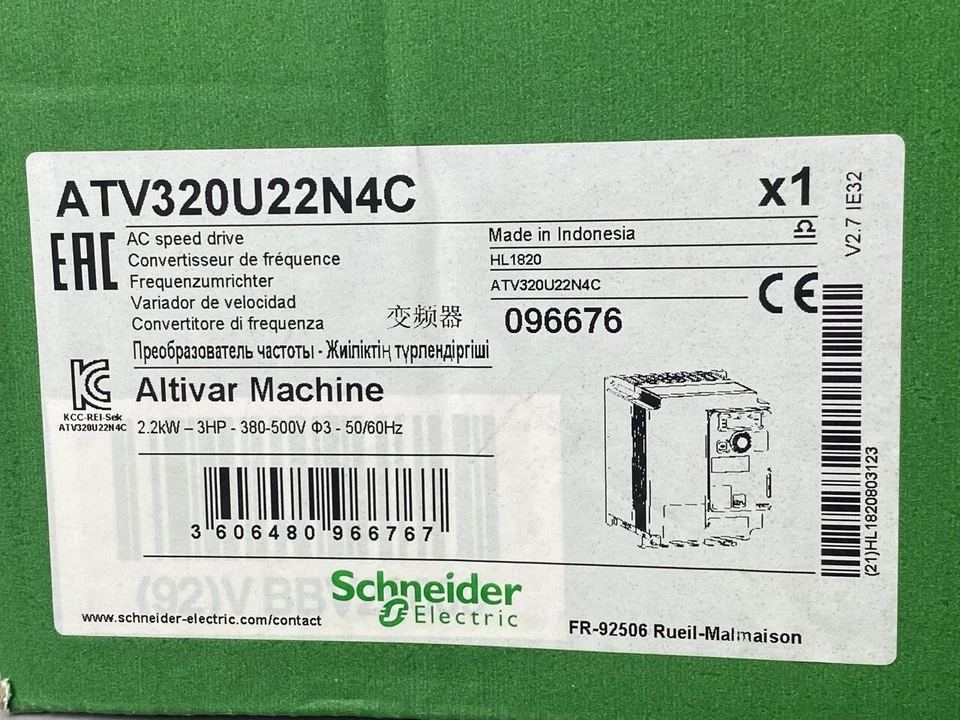 ATV320U22N4C
x1
EAC
AC speed drive
Convertisseur de fréquence
Frequenzumrichter
Variador de velocidad
Convertitore di frequenza
变频器
Преобразователь частоты - Жиіліктің түрлендіргіші
Made in Indonesia
HL1820
ATV320U22N4C
CE
096676
V2.7 IE32
KC
KCC-REI-Sek
ATV320U22N4C
Altivar Machine
2.2kW – 3HP - 380-500V Φ3 - 50/60Hz
3 606480 966767
(21)HL1820803123
Schneider
Electric
www.schneider-electric.com/contact
FR-92506 Rueil-Malmaison